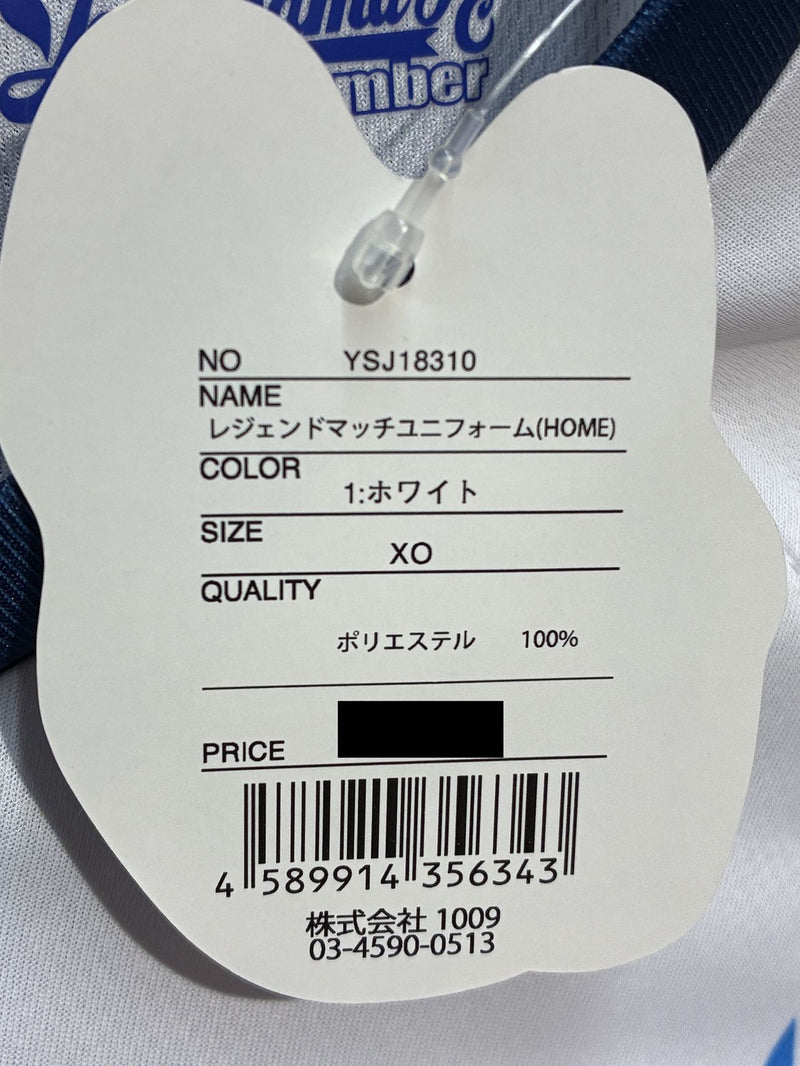 mber
NO YSJ18310
NAME
レジェンドマッチユニフォーム(HOME)
COLOR
1:ホワイト
SIZE
XO
QUALITY
ポリエステル 100%
PRICE
4 589914 356343
株式会社 1009
03-4590-0513